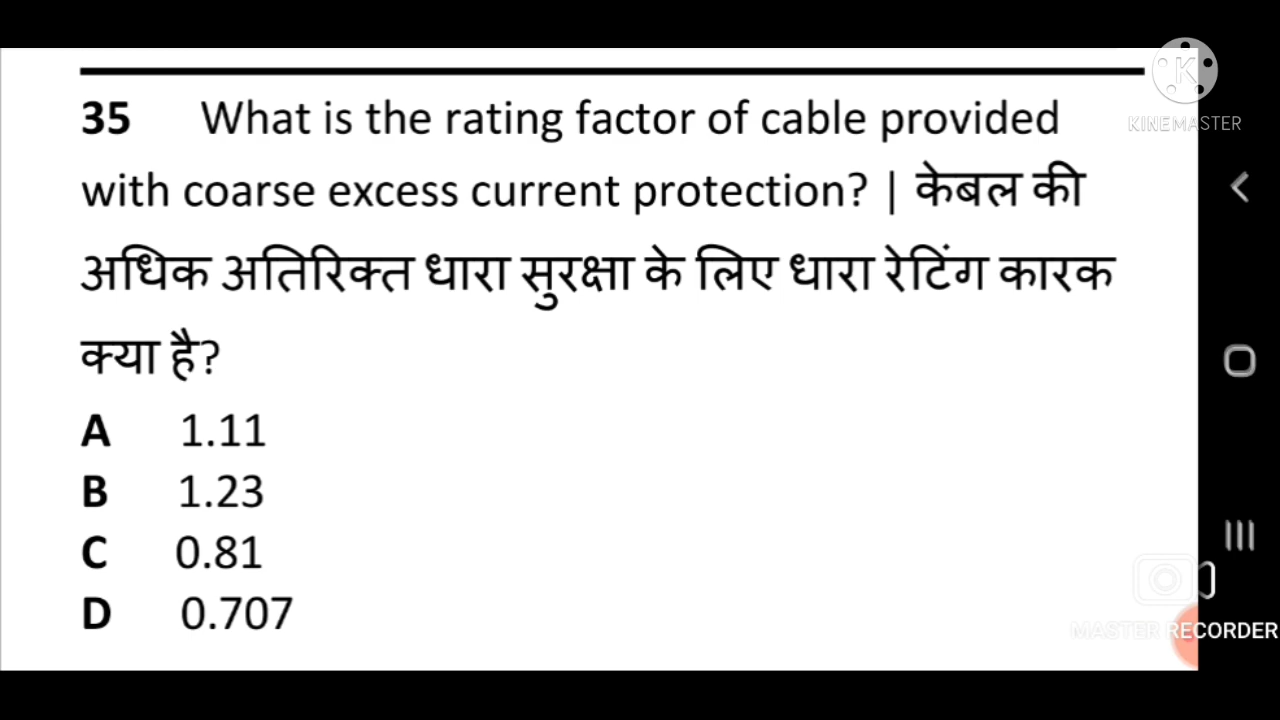 35 What is the rating factor of cable provided
with coarse excess current protection? | केबल की
अधिक अतिरिक्त धारा सुरक्षा के लिए धारा रेटिंग कारक
क्या है?
A 1.11
B 1.23
C 0.81
D 0.707
K
KINEMASTER
MASTER RECORDER